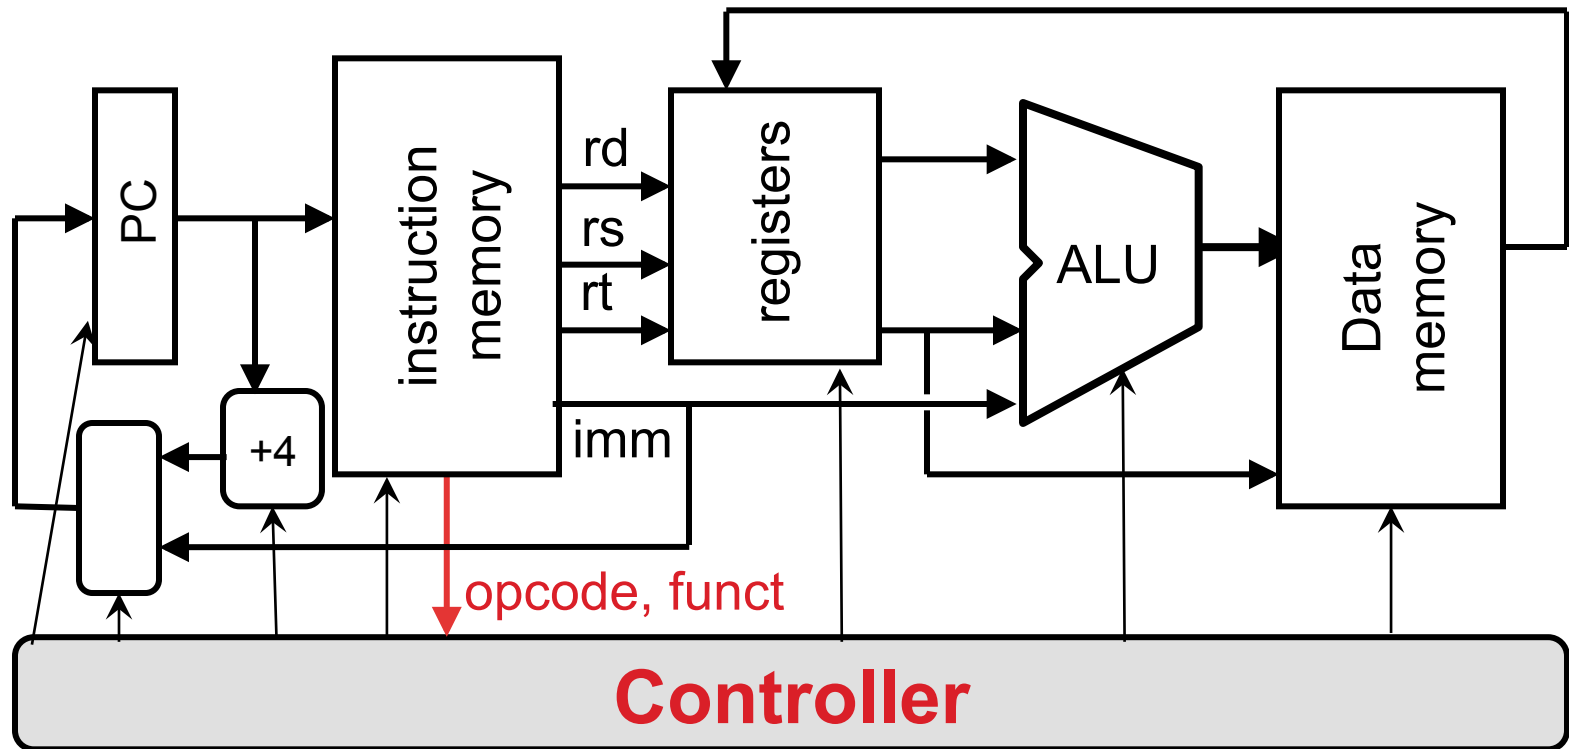 PC
+4
instruction
memory
rd
rs
rt
imm
opcode, funct
registers
ALU
Data
memory
Controller